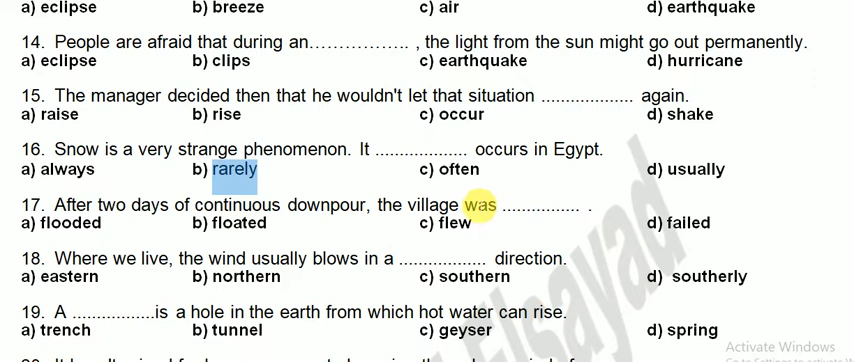 a) eclipse b) breeze c) air d) earthquake
14. People are afraid that during an................. , the light from the sun might go out permanently.
a) eclipse b) clips c) earthquake d) hurricane
15. The manager decided then that he wouldn't let that situation ................... again.
a) raise b) rise c) occur d) shake
16. Snow is a very strange phenomenon. It ................... occurs in Egypt.
a) always b) rarely c) often d) usually
17. After two days of continuous downpour, the village was ................ .
a) flooded b) floated c) flew d) failed
18. Where we live, the wind usually blows in a .................. direction.
a) eastern b) northern c) southern d) southerly
19. A .................is a hole in the earth from which hot water can rise.
a) trench b) tunnel c) geyser d) spring
Elsayad
Activate Windows